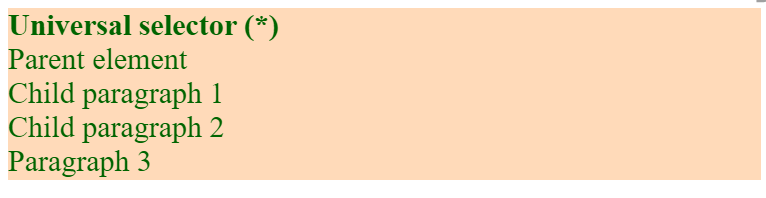 Universal selector (*)
Parent element
Child paragraph 1
Child paragraph 2
Paragraph 3